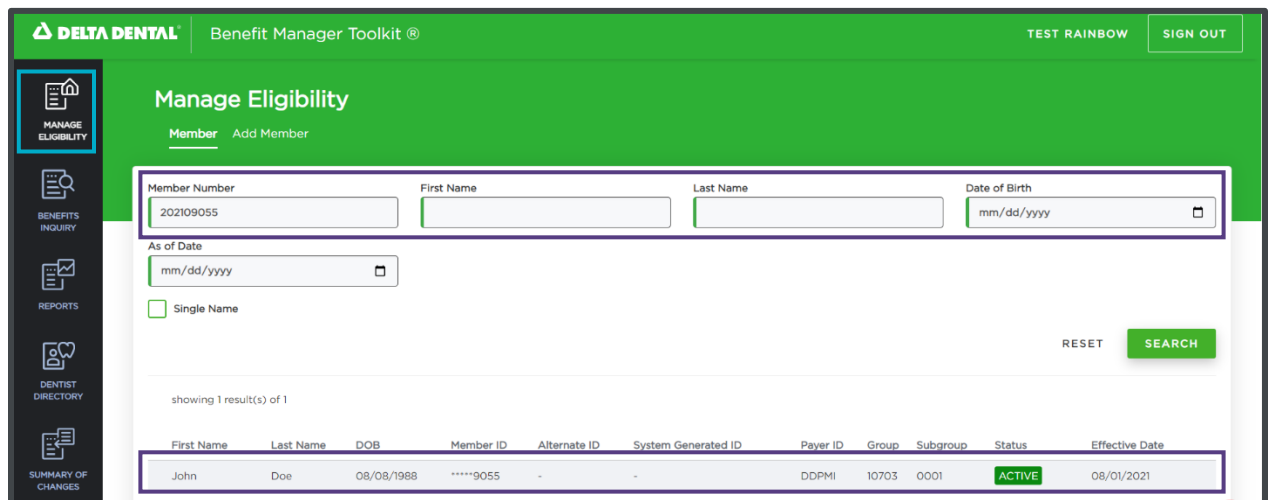 DELTA DENTAL Benefit Manager Toolkit ® TEST RAINBOW SIGN OUT
MANAGE
ELIGIBILITY
BENEFITS
INQUIRY
REPORTS
DENTIST
DIRECTORY
SUMMARY OF
CHANGES
Manage Eligibility
Member Add Member
Member Number First Name Last Name Date of Birth
202109055 mm/dd/yyyy
As of Date
mm/dd/yyyy
Single Name
RESET SEARCH
showing 1 result(s) of 1
First Name Last Name DOB Member ID Alternate ID System Generated ID Payer ID Group Subgroup Status Effective Date
John Doe 08/08/1988 *****9055 - - DDPMI 10703 0001 ACTIVE 08/01/2021